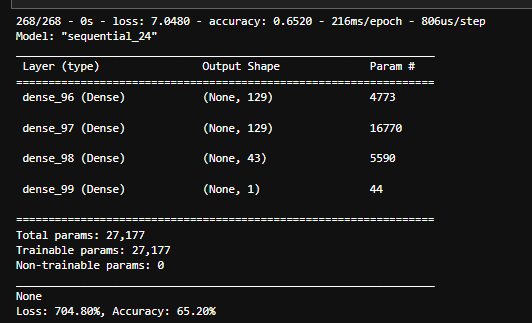 268/268 - 0s - loss: 7.0480 - accuracy: 0.6520 - 216ms/epoch - 806us/step
Model: "sequential_24"
_________________________________________________________________
Layer (type) Output Shape Param #
=================================================================
dense_96 (Dense) (None, 129) 4773
dense_97 (Dense) (None, 129) 16770
dense_98 (Dense) (None, 43) 5590
dense_99 (Dense) (None, 1) 44
=================================================================
Total params: 27,177
Trainable params: 27,177
Non-trainable params: 0
_________________________________________________________________
None
Loss: 704.80%, Accuracy: 65.20%